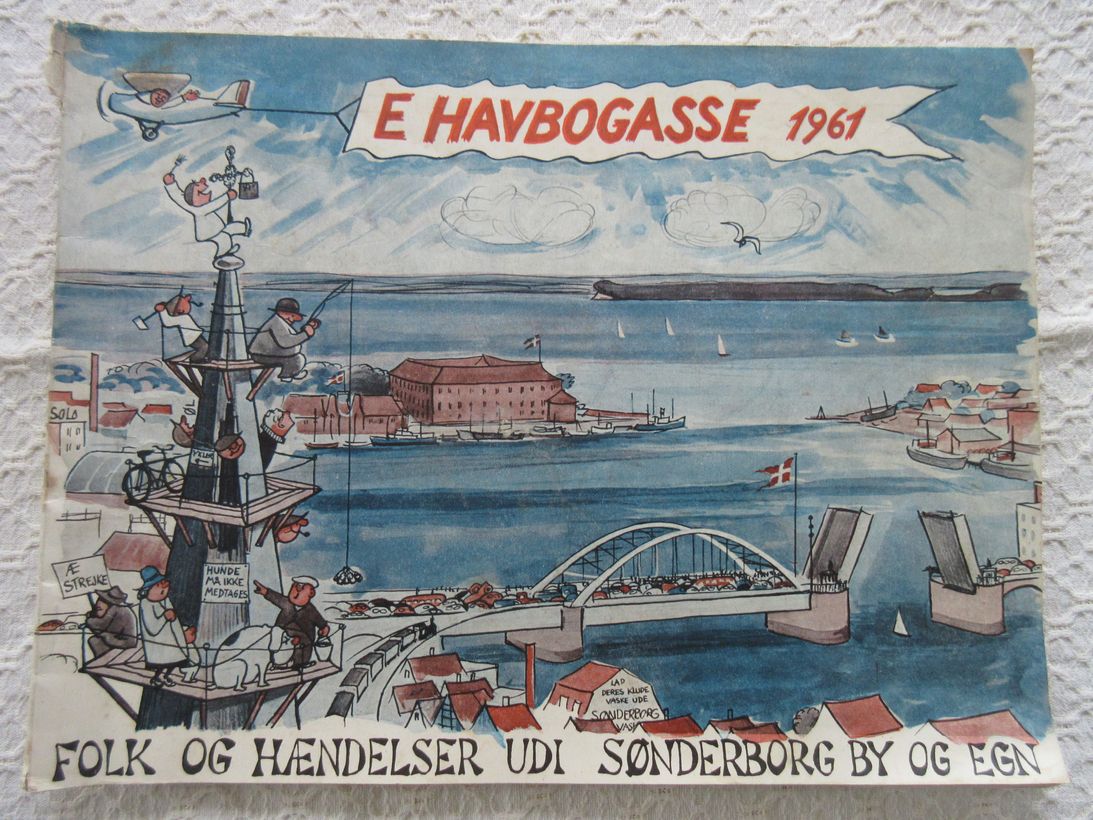 E HAVBOGASSE 1961
SOLO
ØL
Æ
STREJKE
HUNDE
MÅ IKKE
MEDTAGES
LAD
DERES KLUDE
VASKE UDE
SØNDERBORG
VASK
FOLK OG HÆNDELSER UDI SØNDERBORG BY OG EGN